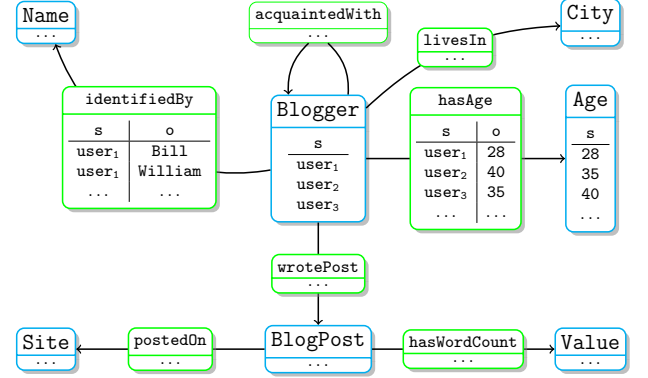 Name
...
acquaintedWith
...
livesIn
...
City
...
identifiedBy
s o
user₁ Bill
user₁ William
... ...
Blogger
s
user₁
user₂
user₃
hasAge
s o
user₁ 28
user₂ 40
user₃ 35
... ...
Age
s
28
35
40
...
wrotePost
...
Site
...
postedOn
...
BlogPost
...
hasWordCount
...
Value
...